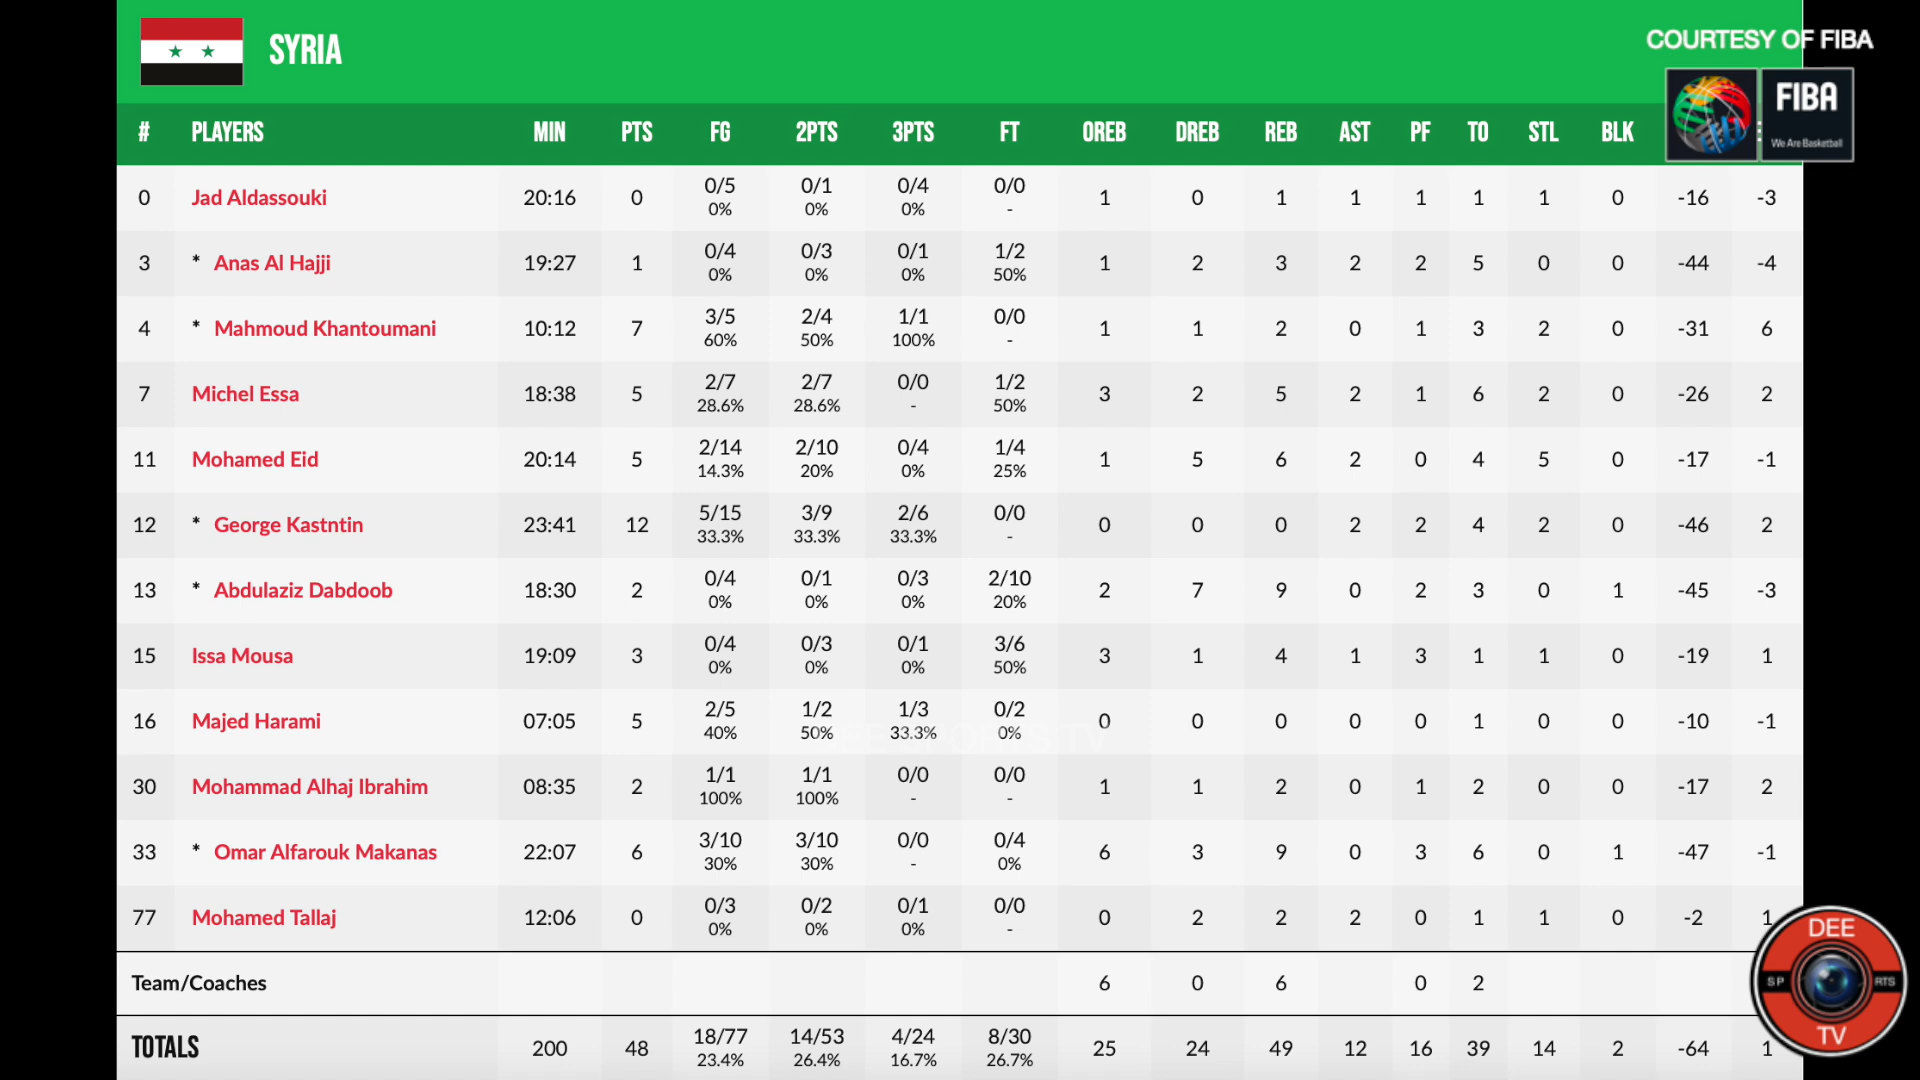 SYRIA
COURTESY OF FIBA
FIBA
We Are Basketball
# PLAYERS MIN PTS FG 2PTS 3PTS FT OREB DREB REB AST PF TO STL BLK
0 Jad Aldassouki 20:16 0 0/5 0/1 0/4 0/0 1 0 1 1 1 1 1 0 -16 -3
0% 0% 0% -
3 * Anas Al Hajji 19:27 1 0/4 0/3 0/1 1/2 1 2 3 2 2 5 0 0 -44 -4
0% 0% 0% 50%
4 * Mahmoud Khantoumani 10:12 7 3/5 2/4 1/1 0/0 1 1 2 0 1 3 2 0 -31 6
60% 50% 100% -
7 Michel Essa 18:38 5 2/7 2/7 0/0 1/2 3 2 5 2 1 6 2 0 -26 2
28.6% 28.6% - 50%
11 Mohamed Eid 20:14 5 2/14 2/10 0/4 1/4 1 5 6 2 0 4 5 0 -17 -1
14.3% 20% 0% 25%
12 * George Kastntin 23:41 12 5/15 3/9 2/6 0/0 0 0 0 2 2 4 2 0 -46 2
33.3% 33.3% 33.3% -
13 * Abdulaziz Dabdoob 18:30 2 0/4 0/1 0/3 2/10 2 7 9 0 2 3 0 1 -45 -3
0% 0% 0% 20%
15 Issa Mousa 19:09 3 0/4 0/3 0/1 3/6 3 1 4 1 3 1 1 0 -19 1
0% 0% 0% 50%
16 Majed Harami 07:05 5 2/5 1/2 1/3 0/2 0 0 0 0 0 1 0 0 -10 -1
40% 50% 33.3% 0%
DEE SPORTS TV
30 Mohammad Alhaj Ibrahim 08:35 2 1/1 1/1 0/0 0/0 1 1 2 0 1 2 0 0 -17 2
100% 100% - -
33 * Omar Alfarouk Makanas 22:07 6 3/10 3/10 0/0 0/4 6 3 9 0 3 6 0 1 -47 -1
30% 30% - 0%
77 Mohamed Tallaj 12:06 0 0/3 0/2 0/1 0/0 0 2 2 2 0 1 1 0 -2 1
0% 0% 0% -
Team/Coaches 6 0 6 0 2
TOTALS 200 48 18/77 14/53 4/24 8/30 25 24 49 12 16 39 14 2 -64 1
23.4% 26.4% 16.7% 26.7%
DEE
SP RTS
TV